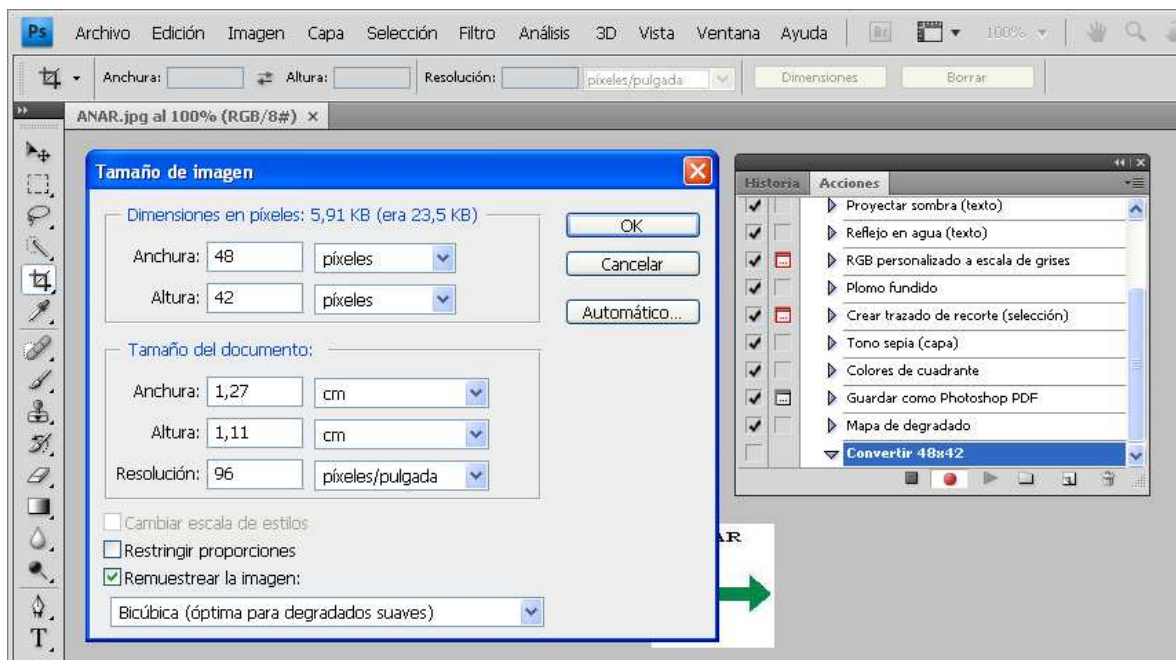 Ps Archivo Edición Imagen Capa Selección Filtro Análisis 3D Vista Ventana Ayuda Br 100%
Anchura: Altura: Resolución: píxeles/pulgada Dimensiones Borrar
ANAR.jpg al 100% (RGB/8#) ×
Tamaño de imagen
Dimensiones en píxeles: 5,91 KB (era 23,5 KB)
Anchura: 48 píxeles
Altura: 42 píxeles
Tamaño del documento:
Anchura: 1,27 cm
Altura: 1,11 cm
Resolución: 96 píxeles/pulgada
Cambiar escala de estilos
Restringir proporciones
Remuestrear la imagen:
Bicúbica (óptima para degradados suaves)
OK
Cancelar
Automático...
Historia Acciones
Proyectar sombra (texto)
Reflejo en agua (texto)
RGB personalizado a escala de grises
Plomo fundido
Crear trazado de recorte (selección)
Tono sepia (capa)
Colores de cuadrante
Guardar como Photoshop PDF
Mapa de degradado
Convertir 48x42
AR
T